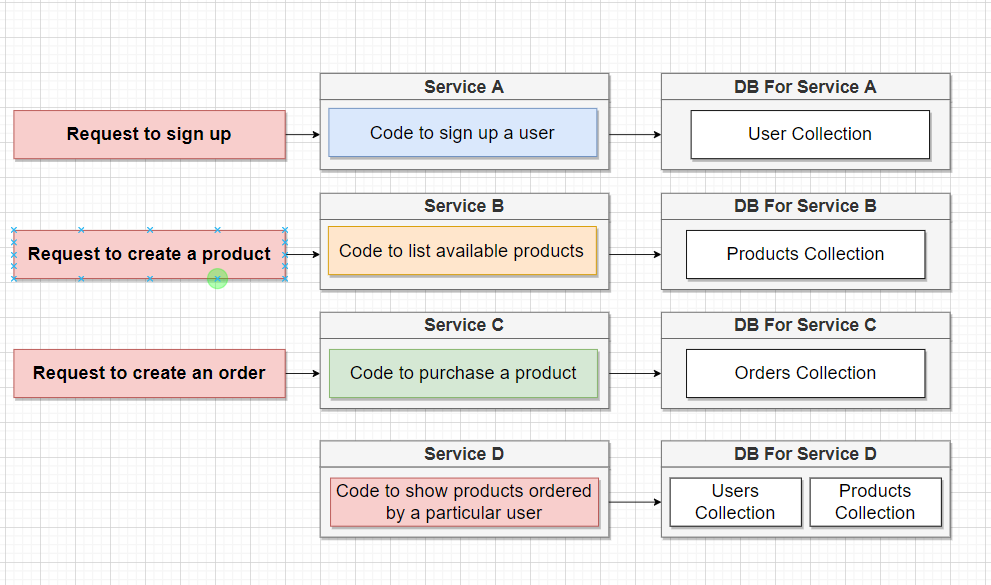 Service A
DB For Service A
Request to sign up
Code to sign up a user
User Collection
Service B
DB For Service B
Request to create a product
Code to list available products
Products Collection
Service C
DB For Service C
Request to create an order
Code to purchase a product
Orders Collection
Service D
DB For Service D
Code to show products ordered
by a particular user
Users
Collection
Products
Collection